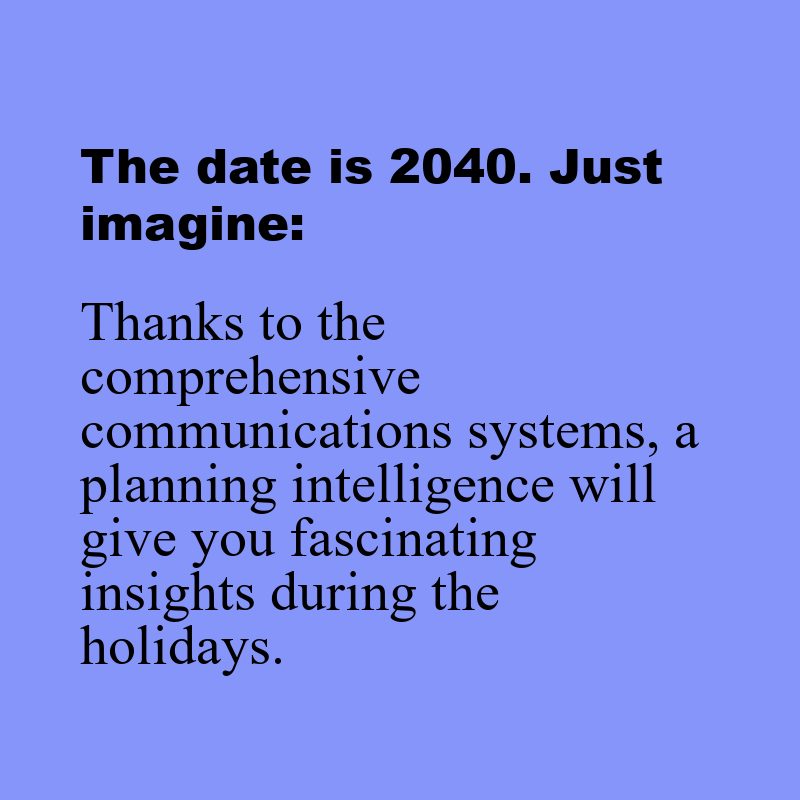 The date is 2040. Just
imagine:
Thanks to the
comprehensive
communications systems, a
planning intelligence will
give you fascinating
insights during the
holidays.